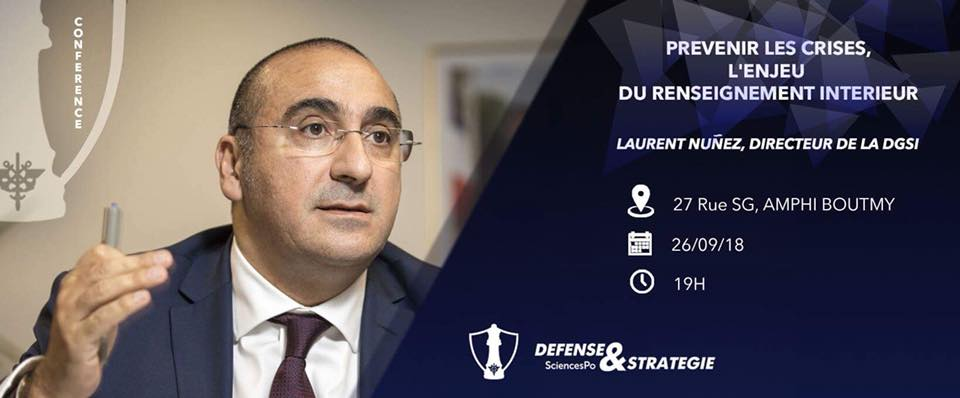 CONFERENCE
PREVENIR LES CRISES,
L'ENJEU
DU RENSEIGNEMENT INTERIEUR
LAURENT NUÑEZ, DIRECTEUR DE LA DGSI
27 Rue SG, AMPHI BOUTMY
26/09/18
19H
DEFENSE
SciencesPo & STRATEGIE